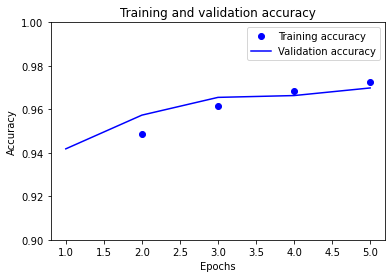 Training and validation accuracy
1.00
Training accuracy
Validation accuracy
0.98
0.96
Accuracy
0.94
0.92
0.90
1.0 1.5 2.0 2.5 3.0 3.5 4.0 4.5 5.0
Epochs